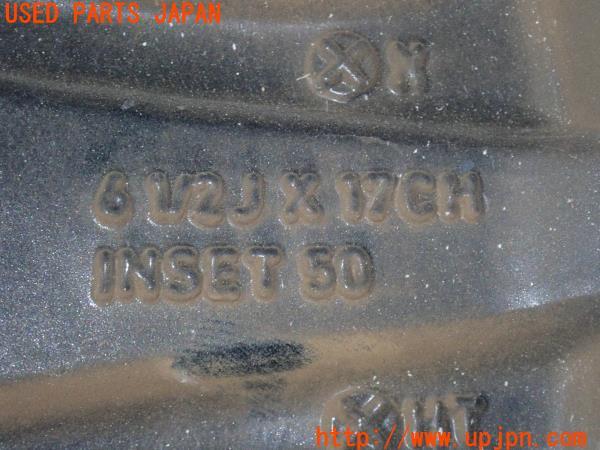 USED PARTS JAPAN
6 1/2J X 17CH
INSET 50
http://www.upjpn.com/